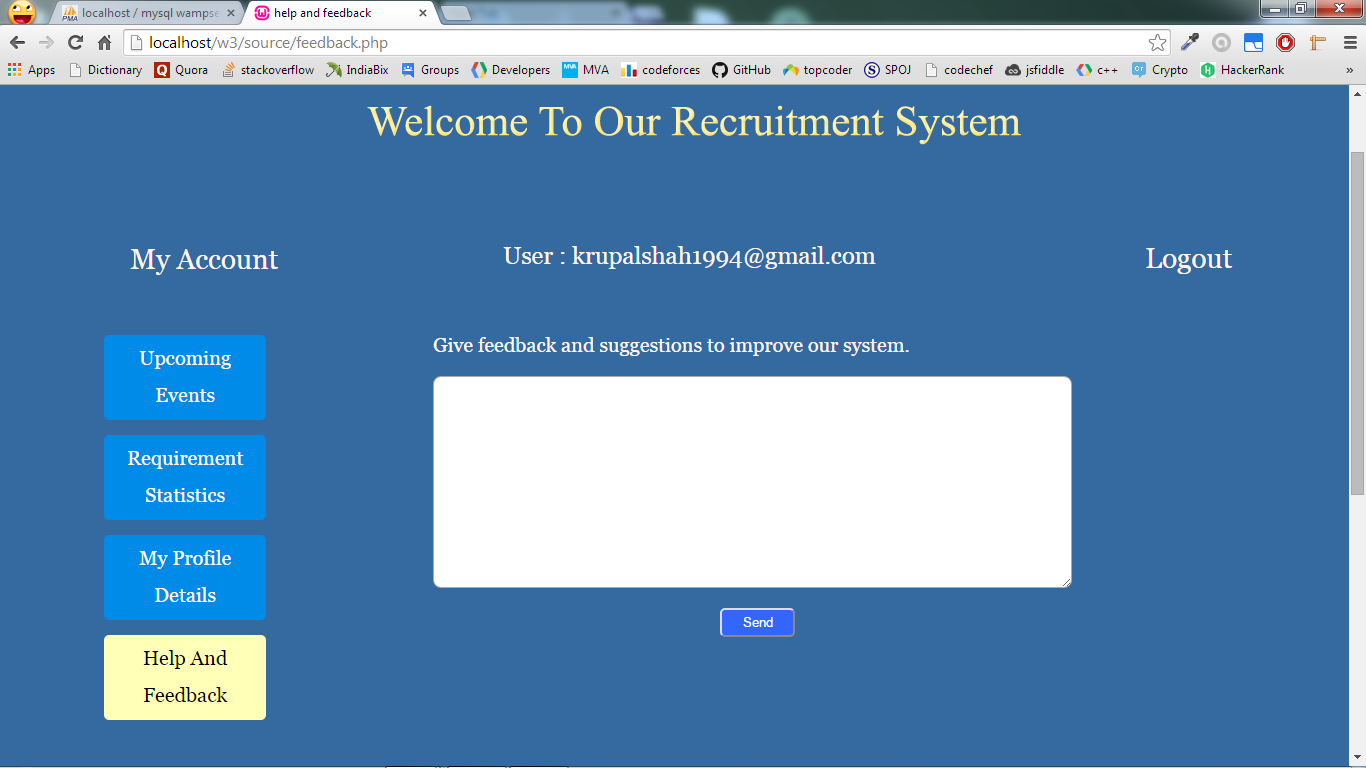 localhost / mysql wampse
help and feedback
localhost/w3/source/feedback.php
Apps Dictionary Quora stackoverflow IndiaBix Groups Developers MVA codeforces GitHub topcoder SPOJ codechef jsfiddle c++ Crypto HackerRank »
Welcome To Our Recruitment System
My Account
User : krupalshah1994@gmail.com
Logout
Upcoming
Events
Requirement
Statistics
My Profile
Details
Help And
Feedback
Give feedback and suggestions to improve our system.
Send